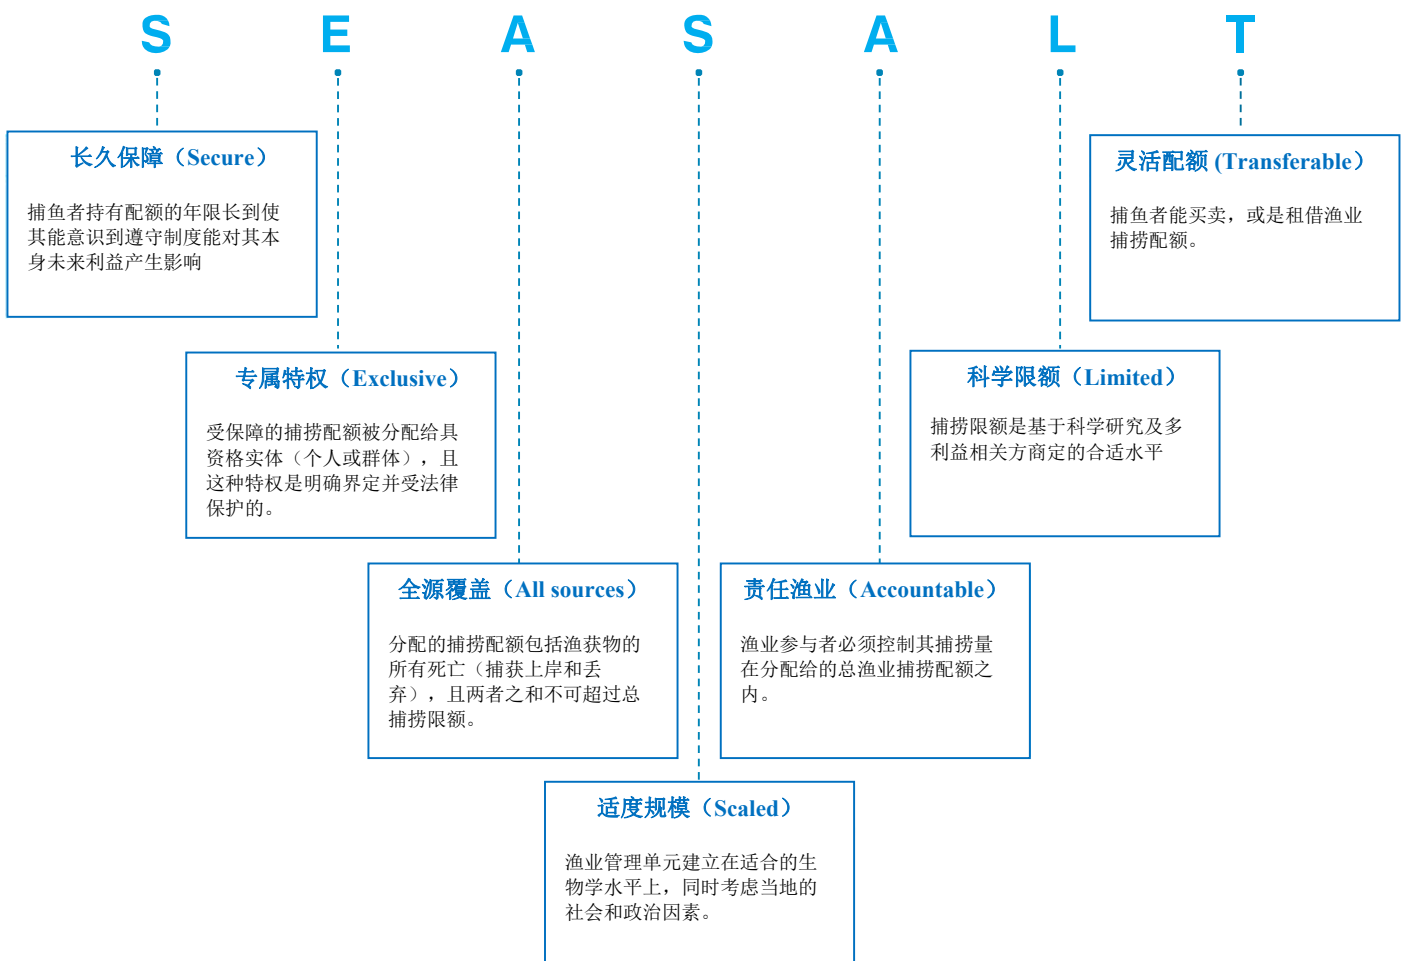 S E A S A L T
长久保障（Secure）
捕鱼者持有配额的年限长到使
其能意识到遵守制度能对其本
身未来利益产生影响
专属特权（Exclusive）
受保障的捕捞配额被分配给具
资格实体（个人或群体），且
这种特权是明确界定并受法律
保护的。
全源覆盖（All sources）
分配的捕捞配额包括渔获物的
所有死亡（捕获上岸和丢
弃），且两者之和不可超过总
捕捞限额。
适度规模（Scaled）
渔业管理单元建立在适合的生
物学水平上，同时考虑当地的
社会和政治因素。
责任渔业（Accountable）
渔业参与者必须控制其捕捞量
在分配给的总渔业捕捞配额之
内。
科学限额（Limited）
捕捞限额是基于科学研究及多
利益相关方商定的合适水平
灵活配额 (Transferable）
捕鱼者能买卖，或是租借渔业
捕捞配额。